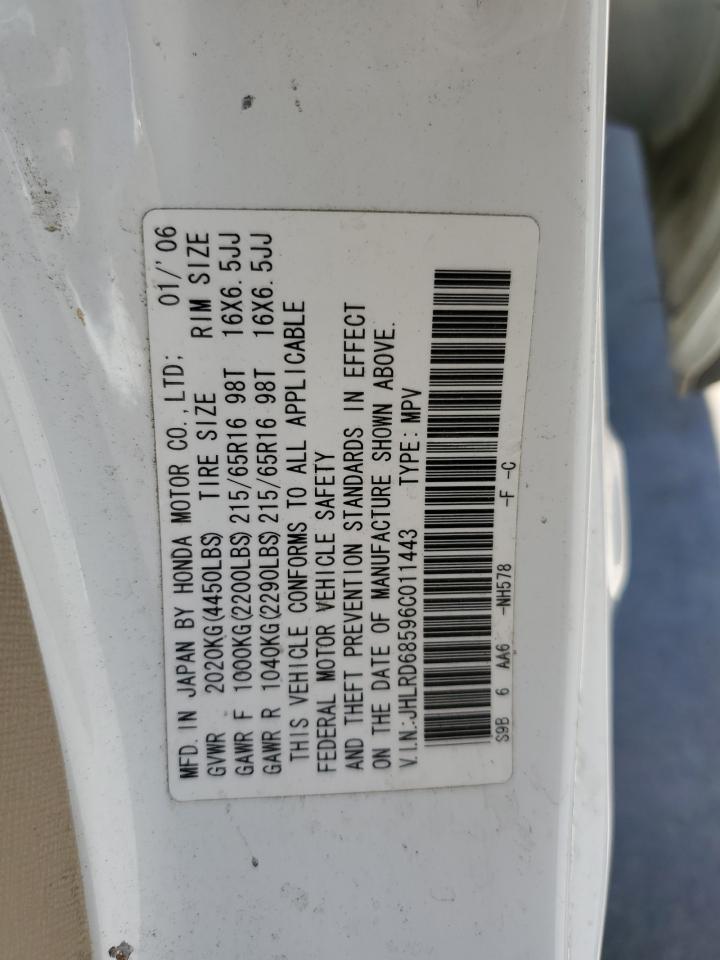 MFD. IN JAPAN BY HONDA MOTOR CO.,LTD; 01/'06
GVWR 2020KG(4450LBS) TIRE SIZE RIM SIZE
GAWR F 1000KG(2200LBS) 215/65R16 98T 16X6.5JJ
GAWR R 1040KG(2290LBS) 215/65R16 98T 16X6.5JJ
THIS VEHICLE CONFORMS TO ALL APPLICABLE
FEDERAL MOTOR VEHICLE SAFETY
AND THEFT PREVENTION STANDARDS IN EFFECT
ON THE DATE OF MANUFACTURE SHOWN ABOVE.
V.I.N.:JHLRD68596C011443 TYPE:MPV
S9B 6 AA6 -NH578 -F -C